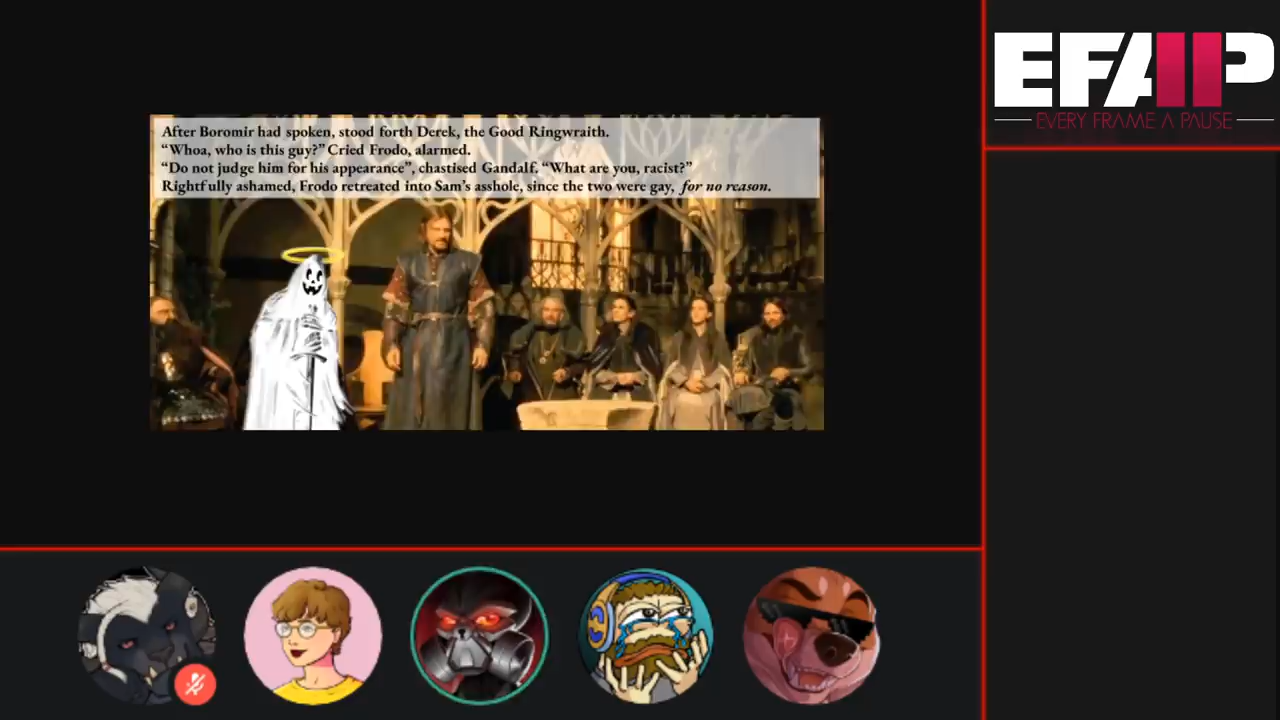 After Boromir had spoken, stood forth Derek, the Good Ringwraith.
“Whoa, who is this guy?” Cried Frodo, alarmed.
“Do not judge him for his appearance”, chastised Gandalf. “What are you, racist?”
Rightfully ashamed, Frodo retreated into Sam’s asshole, since the two were gay, for no reason.
EFAP
EVERY FRAME A PAUSE